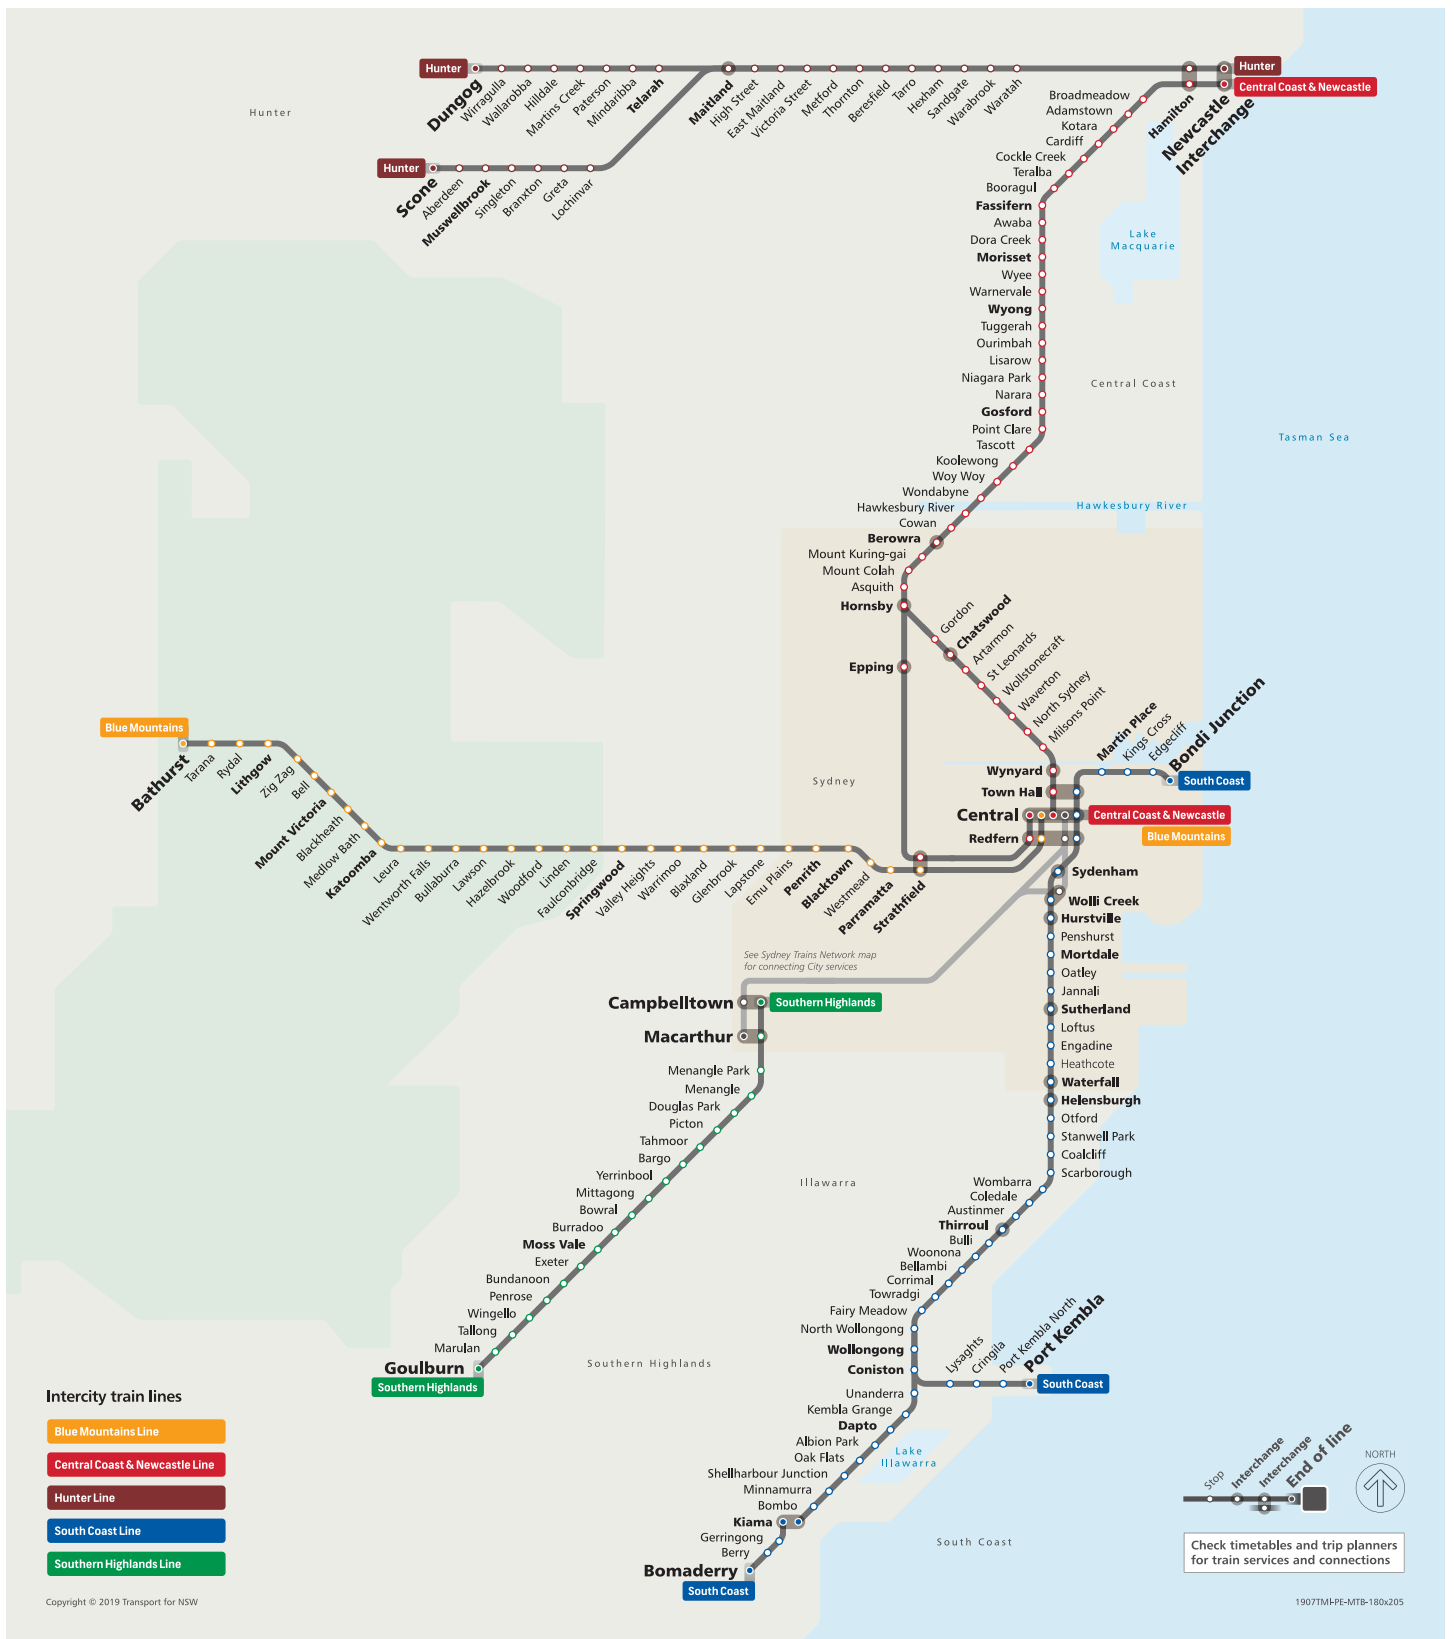 Hunter
Dungog
Wirragulla
Wallarobba
Hilldale
Martins Creek
Paterson
Mindaribba
Telarah
Maitland
High Street
East Maitland
Victoria Street
Metford
Thornton
Beresfield
Tarro
Hexham
Sandgate
Warabrook
Waratah
Hamilton
Newcastle
Interchange
Hunter
Central Coast & Newcastle
Hunter
Hunter
Scone
Aberdeen
Muswellbrook
Singleton
Branxton
Greta
Lochinvar
Broadmeadow
Adamstown
Kotara
Cardiff
Cockle Creek
Teralba
Booragul
Fassifern
Awaba
Dora Creek
Morisset
Wyee
Warnervale
Wyong
Tuggerah
Ourimbah
Lisarow
Niagara Park
Narara
Gosford
Point Clare
Tascott
Koolewong
Woy Woy
Wondabyne
Hawkesbury River
Cowan
Berowra
Mount Kuring-gai
Mount Colah
Asquith
Hornsby
Epping
Lake
Macquarie
Central Coast
Tasman Sea
Hawkesbury River
Gordon
Chatswood
Artarmon
St Leonards
Wollstonecraft
Waverton
North Sydney
Milsons Point
Sydney
Wynyard
Town Hall
Central
Redfern
Martin Place
Kings Cross
Edgecliff
Bondi Junction
South Coast
Central Coast & Newcastle
Blue Mountains
Blue Mountains
Bathurst
Tarana
Rydal
Lithgow
Zig Zag
Bell
Mount Victoria
Blackheath
Medlow Bath
Katoomba
Leura
Wentworth Falls
Bullaburra
Lawson
Hazelbrook
Woodford
Linden
Faulconbridge
Springwood
Valley Heights
Warrimoo
Blaxland
Glenbrook
Lapstone
Emu Plains
Penrith
Blacktown
Westmead
Parramatta
Strathfield
Sydenham
Wolli Creek
Hurstville
Penshurst
Mortdale
Oatley
Jannali
Sutherland
Loftus
Engadine
Heathcote
Waterfall
Helensburgh
Otford
Stanwell Park
Coalcliff
Scarborough
Wombarra
Coledale
Austinmer
Thirroul
Bulli
Woonona
Bellambi
Corrimal
Towradgi
Fairy Meadow
North Wollongong
Wollongong
Coniston
Lysaghts
Cringila
Port Kembla North
Port Kembla
South Coast
Unanderra
Kembla Grange
Dapto
Albion Park
Oak Flats
Shellharbour Junction
Minnamurra
Bombo
Kiama
Gerringong
Berry
Bomaderry
South Coast
Lake
Illawarra
South Coast
Illawarra
See Sydney Trains Network map
for connecting City services
Campbelltown
Southern Highlands
Macarthur
Menangle Park
Menangle
Douglas Park
Picton
Tahmoor
Bargo
Yerrinbool
Mittagong
Bowral
Burradoo
Moss Vale
Exeter
Bundanoon
Penrose
Wingello
Tallong
Marulan
Goulburn
Southern Highlands
Southern Highlands
Intercity train lines
Blue Mountains Line
Central Coast & Newcastle Line
Hunter Line
South Coast Line
Southern Highlands Line
Copyright © 2019 Transport for NSW
Stop
Interchange
Interchange
End of line
NORTH
Check timetables and trip planners
for train services and connections
1907TMI-PE-MTB-180x205